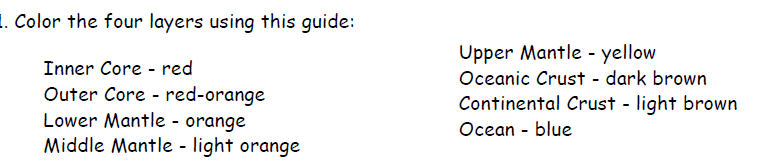 . Color the four layers using this guide:
Inner Core - red
Outer Core - red-orange
Lower Mantle - orange
Middle Mantle - light orange
Upper Mantle - yellow
Oceanic Crust - dark brown
Continental Crust - light brown
Ocean - blue